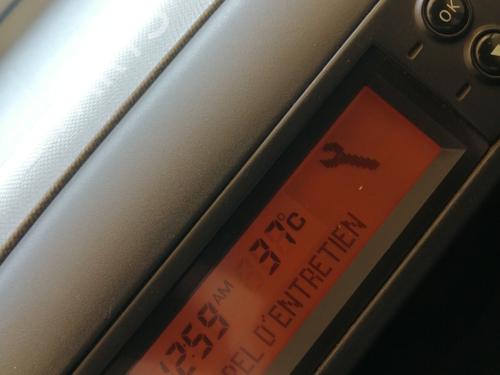 OK
12:59 AM 37°C
PEL D'ENTRETIEN